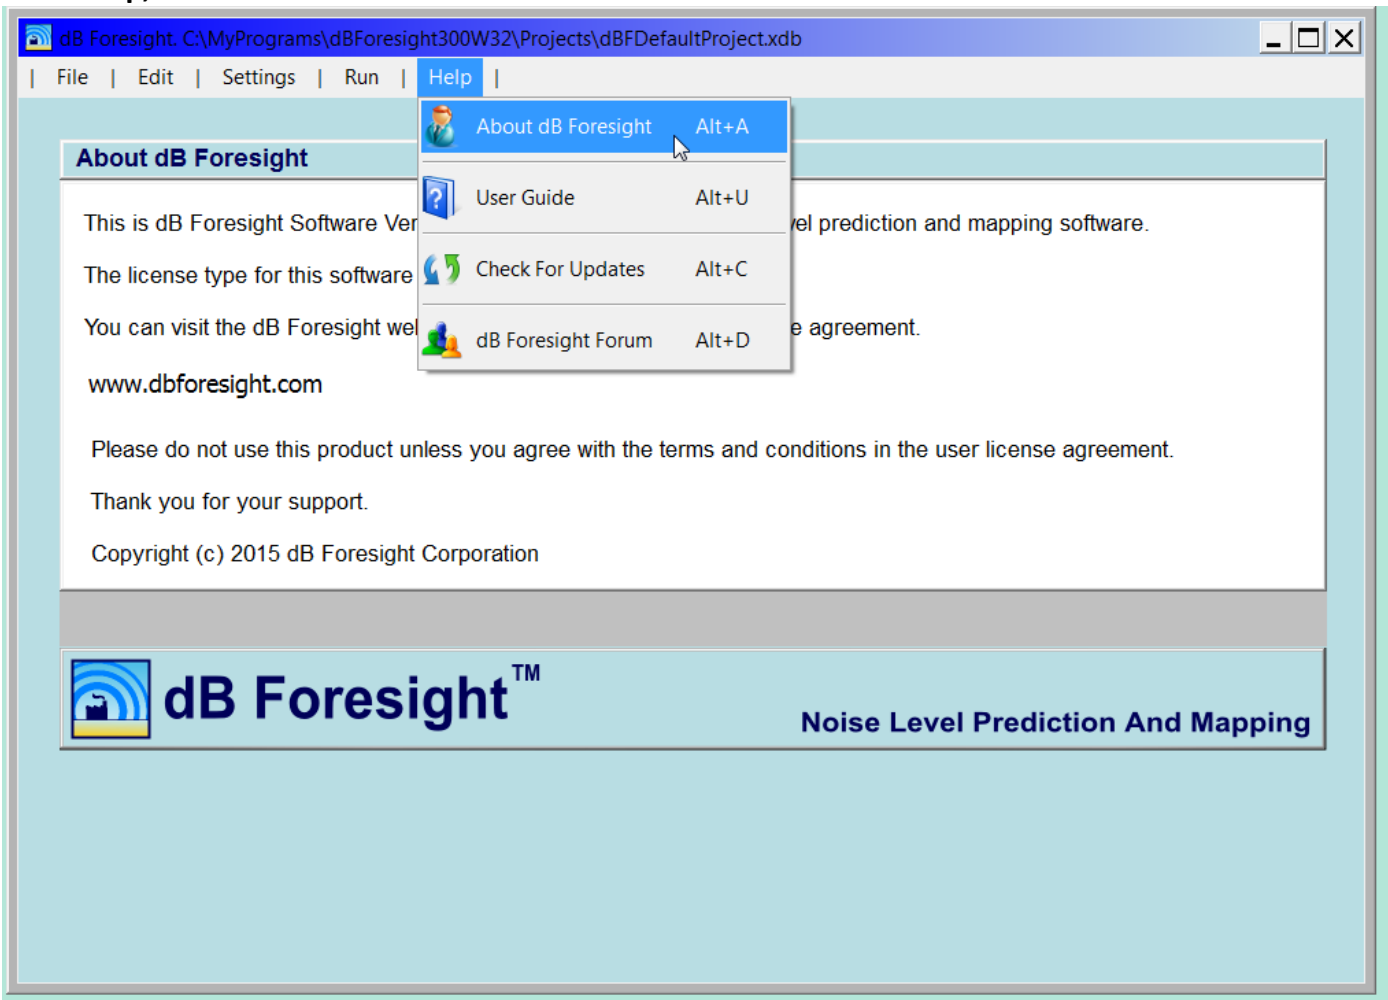 dB Foresight. C:\MyPrograms\dBForesight300W32\Projects\dBFDefaultProject.xdb
| File | Edit | Settings | Run | Help |
About dB Foresight Alt+A
User Guide Alt+U
Check For Updates Alt+C
dB Foresight Forum Alt+D
About dB Foresight
This is dB Foresight Software prediction and mapping software.
The license type for this software
You can visit the dB Foresight agreement.
www.dbforesight.com
Please do not use this product unless you agree with the terms and conditions in the user license agreement.
Thank you for your support.
Copyright (c) 2015 dB Foresight Corporation
dB Foresight™
Noise Level Prediction And Mapping